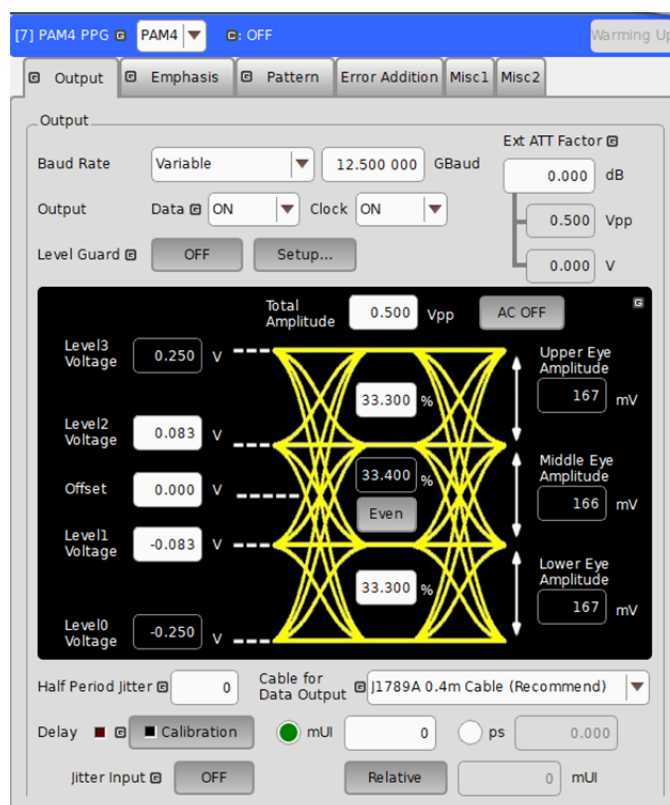 [7] PAM4 PPG G PAM4 C: OFF Warming Up
G Output G Emphasis G Pattern Error Addition Misc1 Misc2
Output
Ext ATT Factor G
Baud Rate Variable 12.500 000 GBaud 0.000 dB
Output Data G ON Clock ON 0.500 Vpp
Level Guard G OFF Setup... 0.000 V
Total Amplitude 0.500 Vpp AC OFF G
Level3 Voltage 0.250 V
Upper Eye Amplitude 167 mV
33.300 %
Level2 Voltage 0.083 V
Middle Eye Amplitude 166 mV
33.400 %
Offset 0.000 V
Even
Level1 Voltage -0.083 V
Lower Eye Amplitude 167 mV
33.300 %
Level0 Voltage -0.250 V
Half Period Jitter G 0 Cable for Data Output G J1789A 0.4m Cable (Recommend)
Delay G Calibration mUI 0 ps 0.000
Jitter Input G OFF Relative 0 mUI